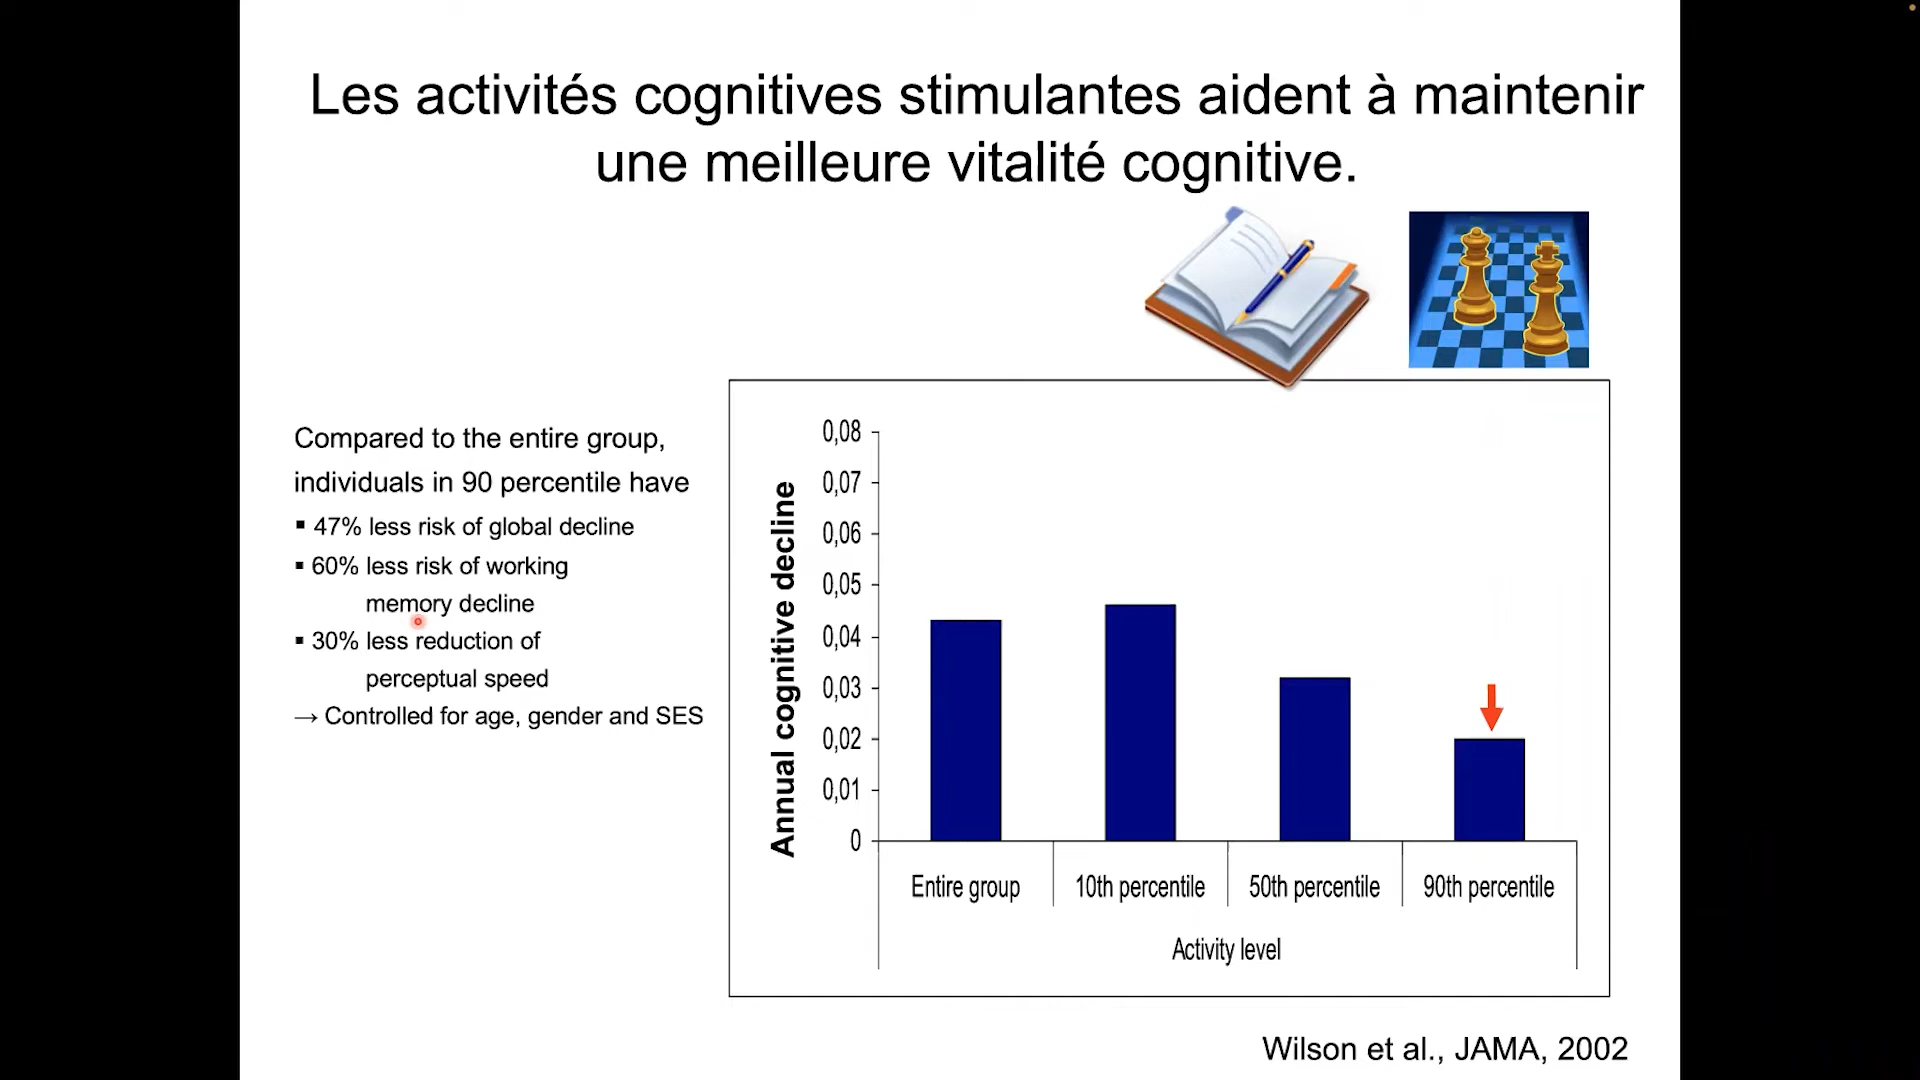 Les activités cognitives stimulantes aident à maintenir
une meilleure vitalité cognitive.
Compared to the entire group,
individuals in 90 percentile have
▪ 47% less risk of global decline
▪ 60% less risk of working
memory decline
▪ 30% less reduction of
perceptual speed
→ Controlled for age, gender and SES
Annual cognitive decline
0,08
0,07
0,06
0,05
0,04
0,03
0,02
0,01
0
Entire group 10th percentile 50th percentile 90th percentile
Activity level
Wilson et al., JAMA, 2002